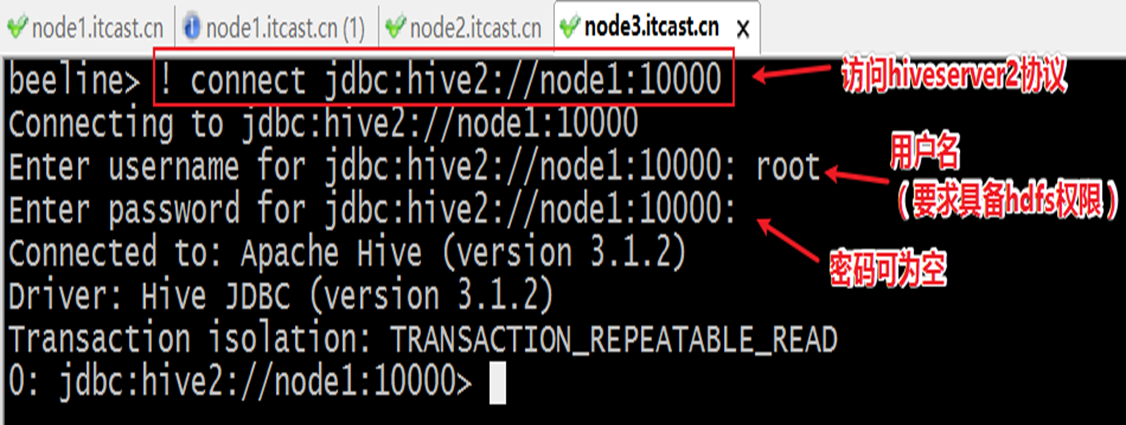 node1.itcast.cn
node1.itcast.cn (1)
node2.itcast.cn
node3.itcast.cn
beeline> ! connect jdbc:hive2://node1:10000
访问hiveserver2协议
Connecting to jdbc:hive2://node1:10000
Enter username for jdbc:hive2://node1:10000: root
用户名
（要求具备hdfs权限）
Enter password for jdbc:hive2://node1:10000:
密码可为空
Connected to: Apache Hive (version 3.1.2)
Driver: Hive JDBC (version 3.1.2)
Transaction isolation: TRANSACTION_REPEATABLE_READ
0: jdbc:hive2://node1:10000>